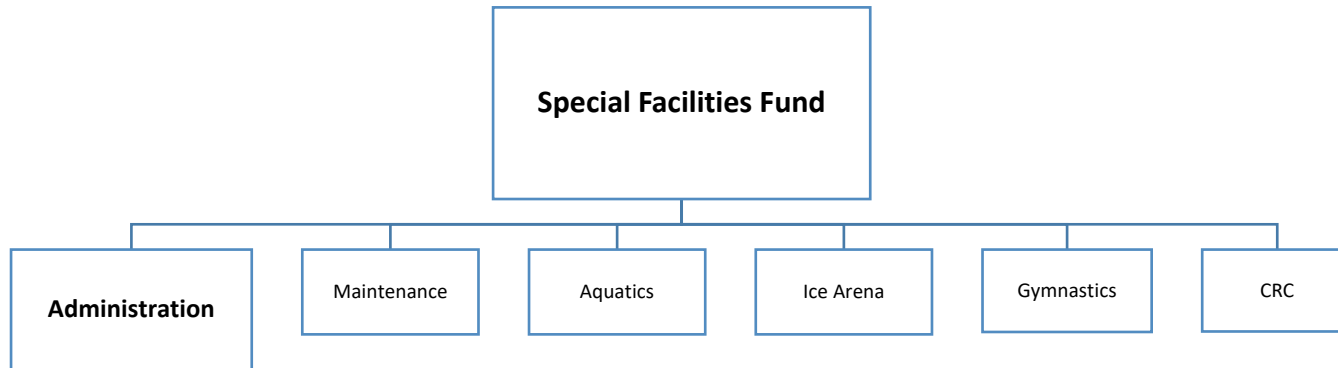 Special Facilities Fund
Administration
Maintenance
Aquatics
Ice Arena
Gymnastics
CRC